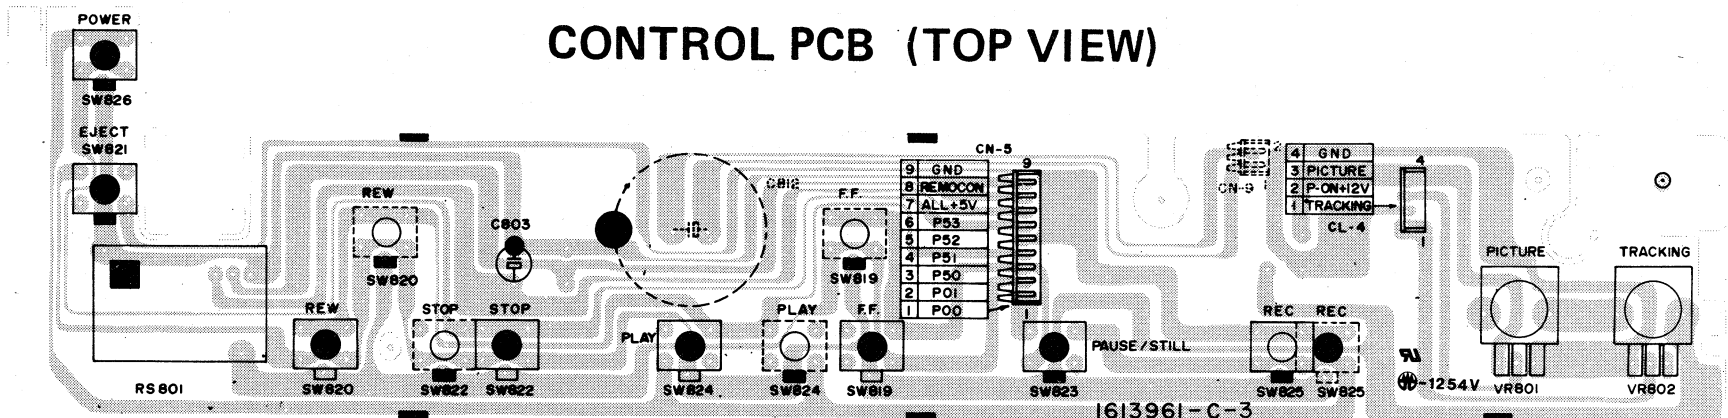 CONTROL PCB (TOP VIEW)
POWER
SW826
EJECT
SW821
RS801
REW
SW820
REW
SW820
C803
STOP
SW822
STOP
SW822
C812
PLAY
SW824
PLAY
SW824
F.F.
SW819
F.F.
SW819
CN-5
9
9 GND
8 REMOCON
7 ALL+5V
6 P53
5 P52
4 P51
3 P50
2 P01
1 P00
1
PAUSE/STILL
SW823
CN-9
2
4 GND
3 PICTURE
2 P-ON+12V
1 TRACKING
4
CL-4
1
REC
SW825
REC
SW825
-1254V
PICTURE
VR801
TRACKING
VR802
1613961-C-3